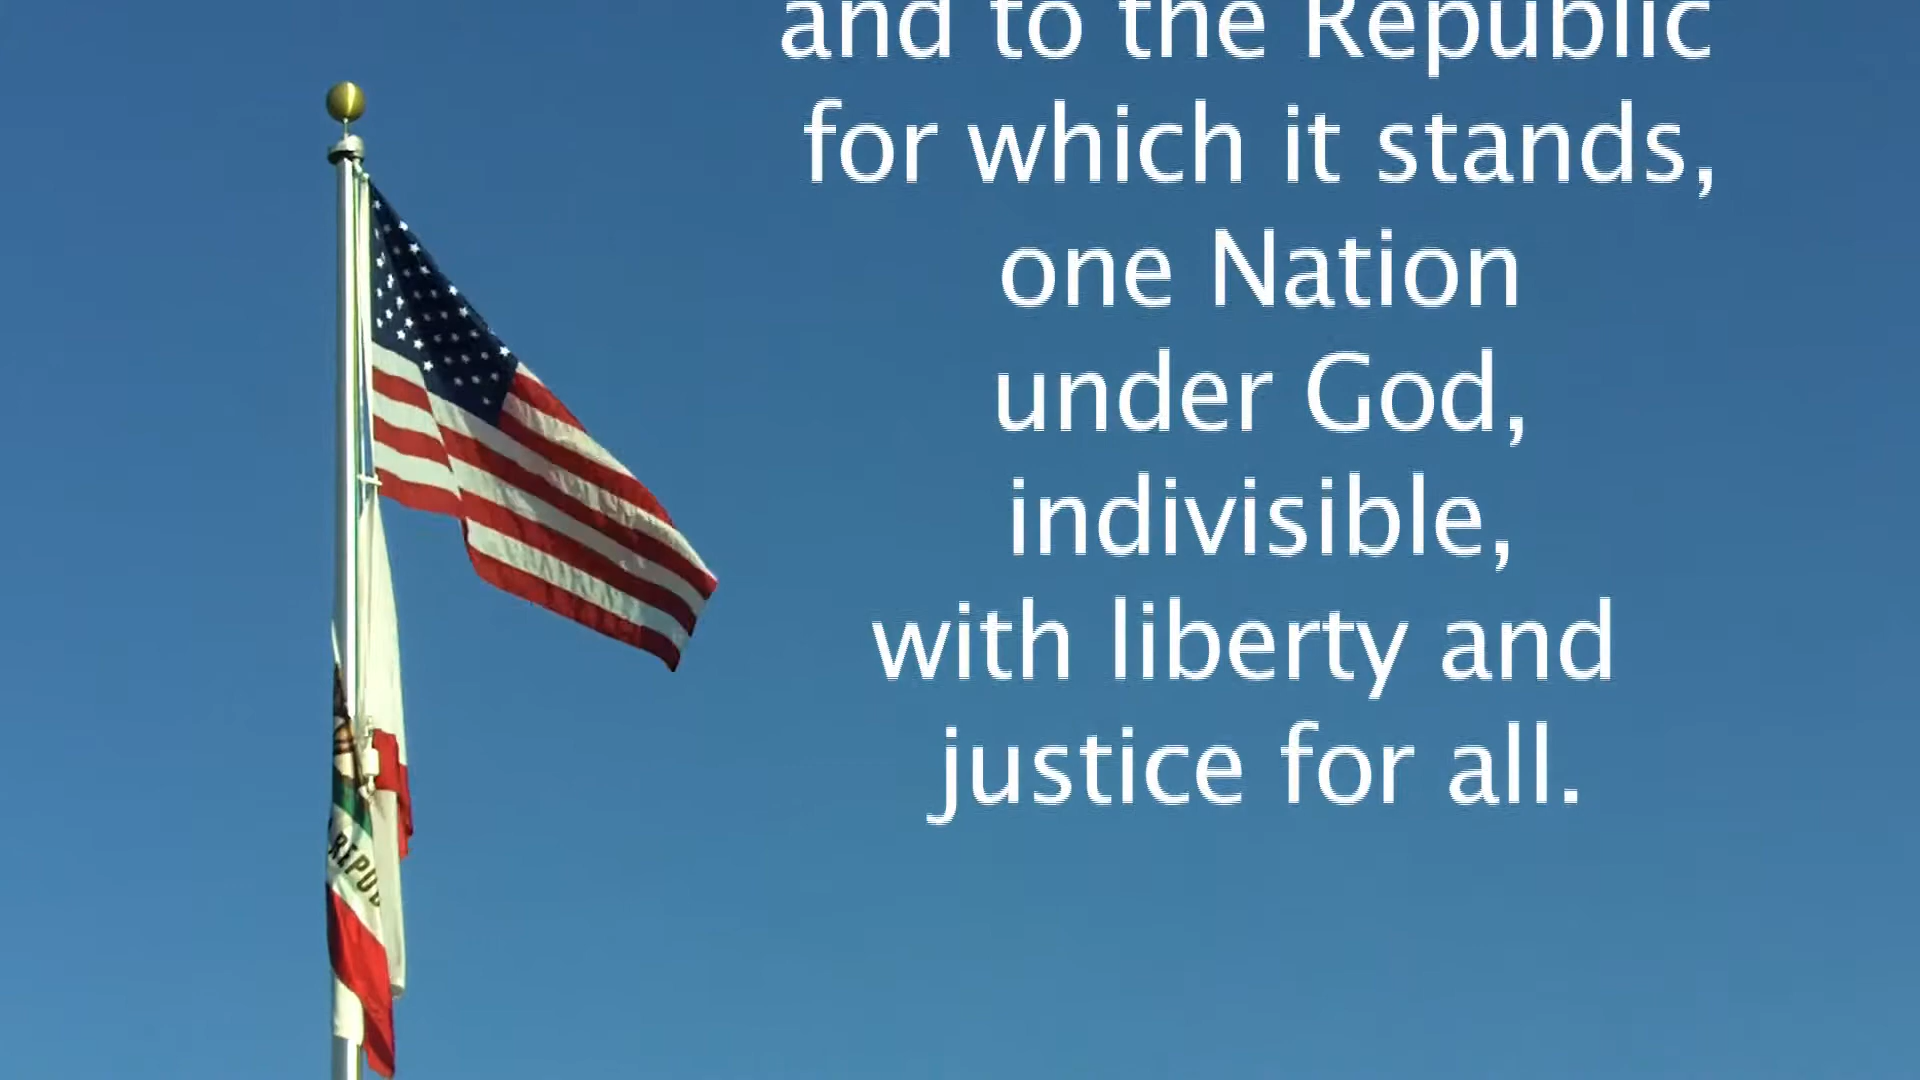 and to the Republic
for which it stands,
one Nation
under God,
indivisible,
with liberty and
justice for all.
REPUB